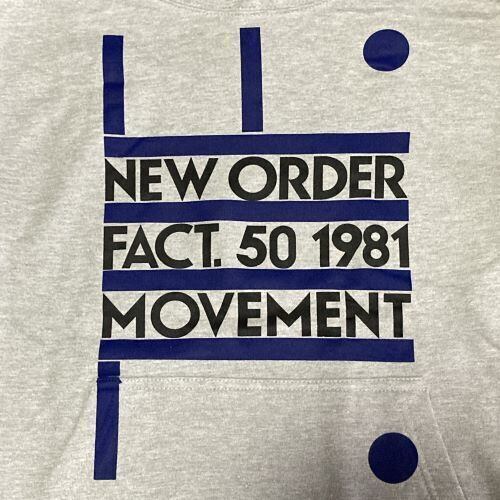 NEW ORDER
FACT. 50 1981
MOVEMENT